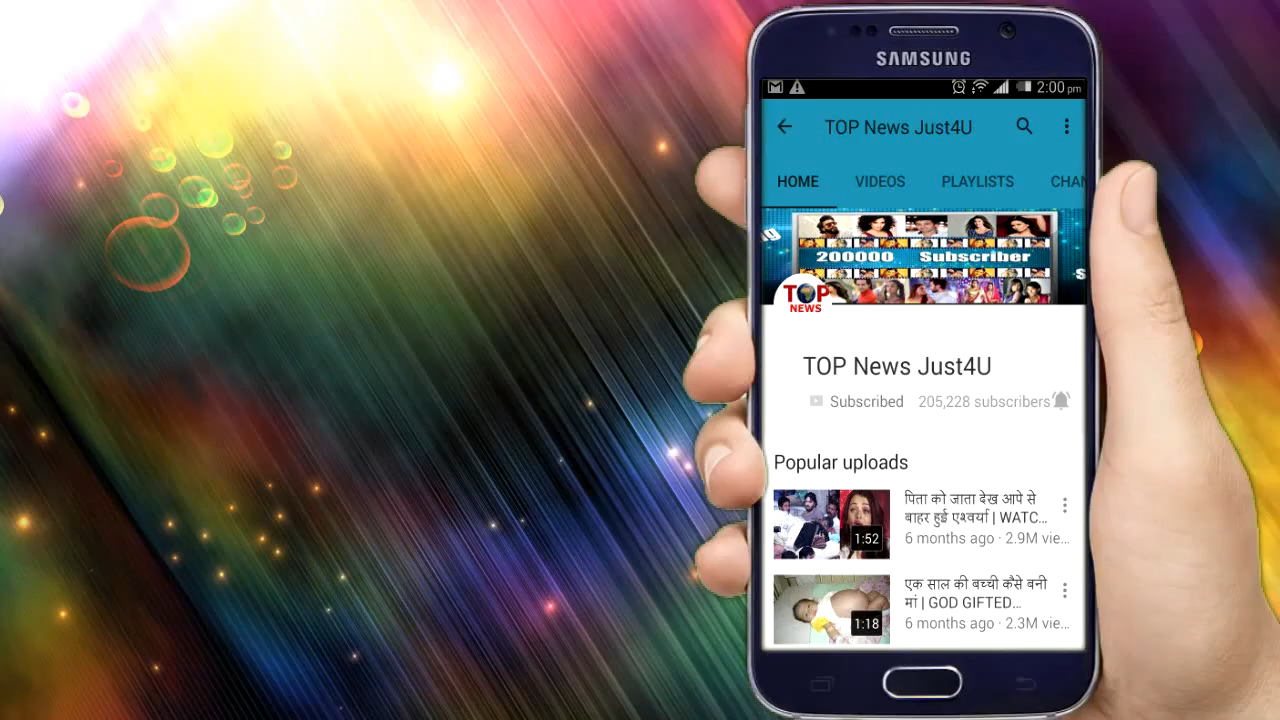 SAMSUNG
2:00 pm
TOP News Just4U
HOME VIDEOS PLAYLISTS CHAN
200000 Subscriber
TOP
NEWS
TOP News Just4U
Subscribed 205,228 subscribers
Popular uploads
पिता को जाता देख आपे से
बाहर हुई एश्वर्या | WATC...
6 months ago · 2.9M vie...
1:52
एक साल की बच्ची कैसे बनी
मां | GOD GIFTED...
6 months ago · 2.3M vie...
1:18